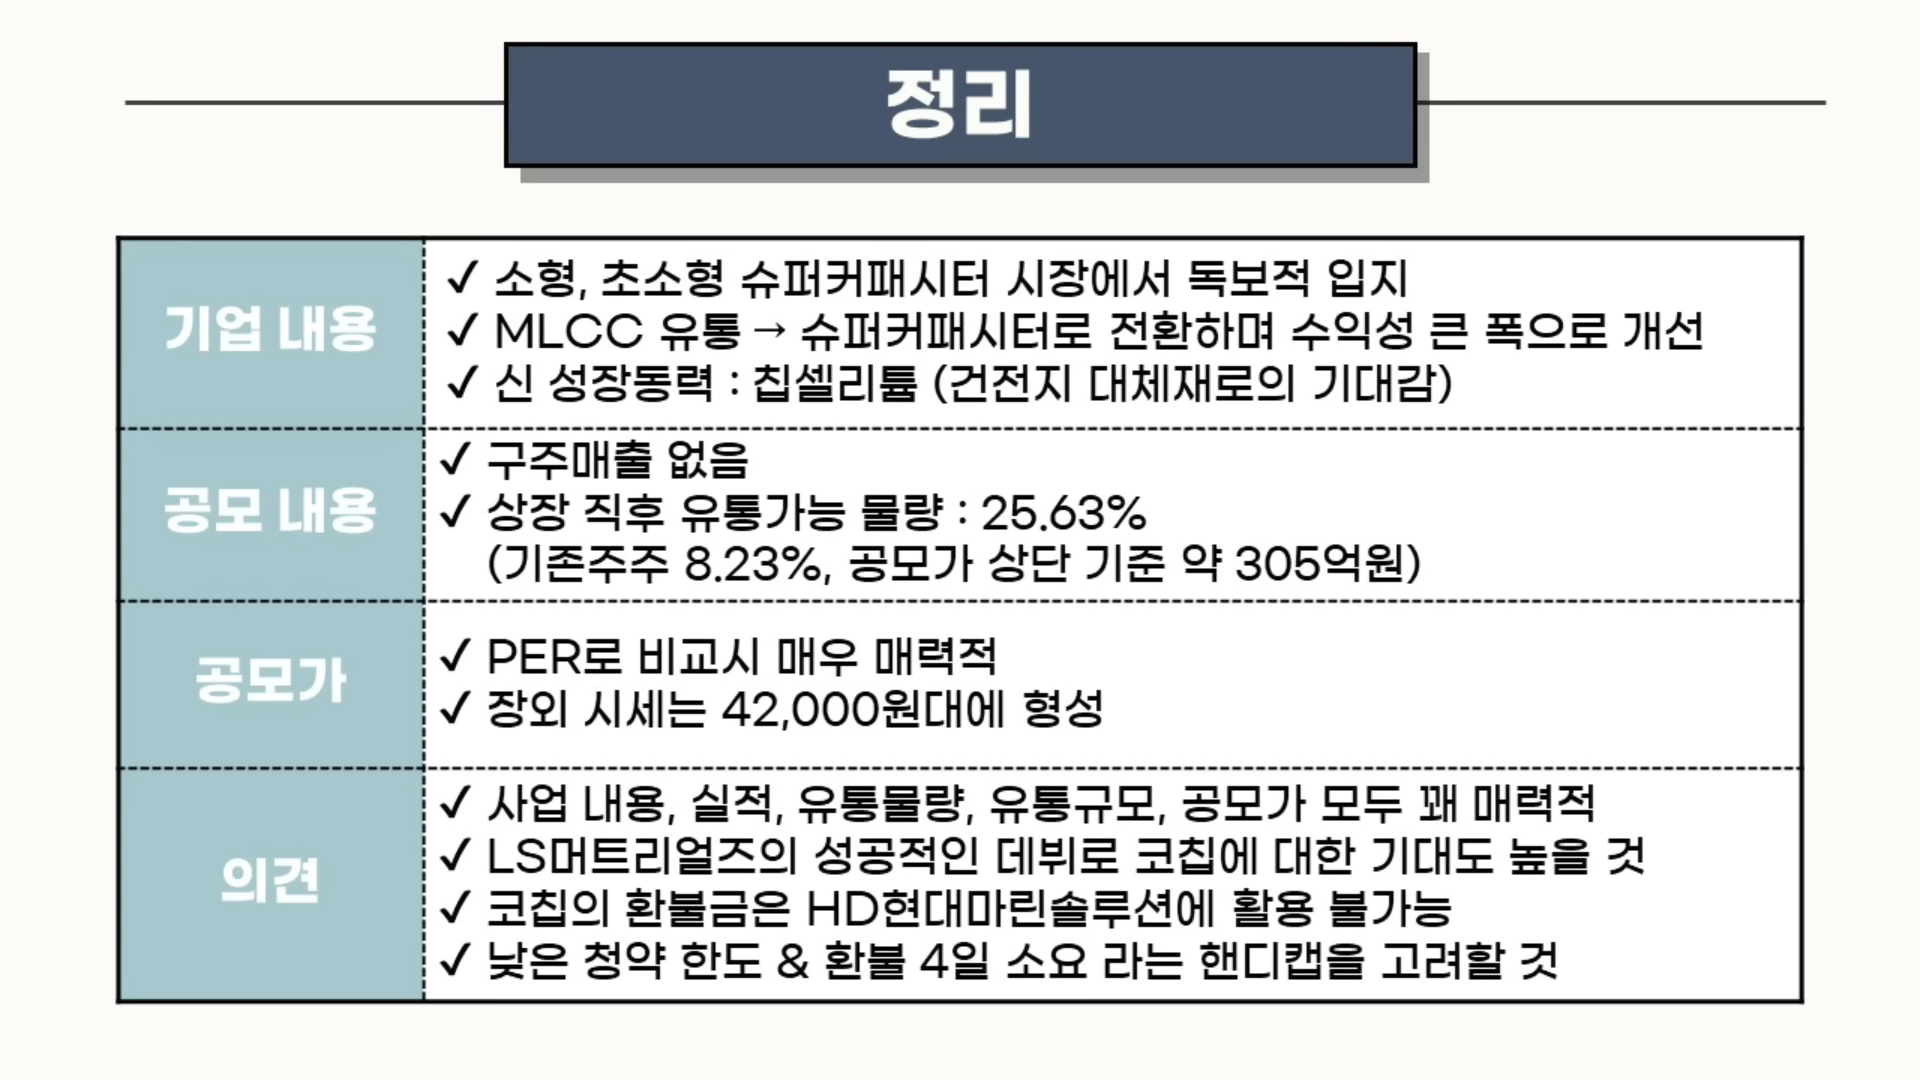 정리
기업 내용
✓ 소형, 초소형 슈퍼커패시터 시장에서 독보적 입지
✓ MLCC 유통 → 슈퍼커패시터로 전환하며 수익성 큰 폭으로 개선
✓ 신 성장동력 : 칩셀리튬 (건전지 대체재로의 기대감)
공모 내용
✓ 구주매출 없음
✓ 상장 직후 유통가능 물량 : 25.63%
(기존주주 8.23%, 공모가 상단 기준 약 305억원)
공모가
✓ PER로 비교시 매우 매력적
✓ 장외 시세는 42,000원대에 형성
의견
✓ 사업 내용, 실적, 유통물량, 유통규모, 공모가 모두 꽤 매력적
✓ LS머트리얼즈의 성공적인 데뷔로 코칩에 대한 기대도 높을 것
✓ 코칩의 환불금은 HD현대마린솔루션에 활용 불가능
✓ 낮은 청약 한도 & 환불 4일 소요 라는 핸디캡을 고려할 것